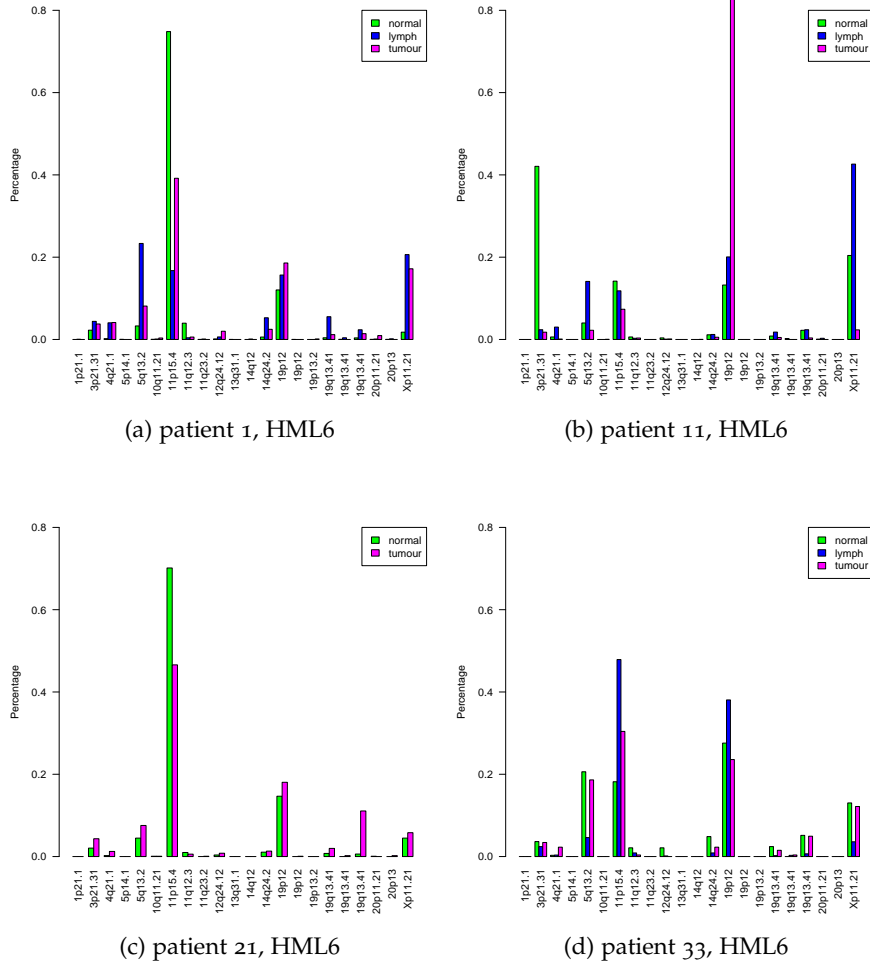 0.8
0.6
0.4
0.2
0.0
Percentage
normal
lymph
tumour
1p21.1
3p21.31
4q21.1
5p14.1
5q13.2
10q11.21
11p15.4
11q12.3
11q23.2
12q24.12
13q31.1
14q12
14q24.2
19p12
19p12
19p13.2
19q13.41
19q13.41
19q13.41
20p11.21
20p13
Xp11.21
(a) patient 1, HML6
0.8
0.6
0.4
0.2
0.0
Percentage
normal
lymph
tumour
1p21.1
3p21.31
4q21.1
5p14.1
5q13.2
10q11.21
11p15.4
11q12.3
11q23.2
12q24.12
13q31.1
14q12
14q24.2
19p12
19p12
19p13.2
19q13.41
19q13.41
19q13.41
20p11.21
20p13
Xp11.21
(b) patient 11, HML6
0.8
0.6
0.4
0.2
0.0
Percentage
normal
tumour
1p21.1
3p21.31
4q21.1
5p14.1
5q13.2
10q11.21
11p15.4
11q12.3
11q23.2
12q24.12
13q31.1
14q12
14q24.2
19p12
19p12
19p13.2
19q13.41
19q13.41
19q13.41
20p11.21
20p13
Xp11.21
(c) patient 21, HML6
0.8
0.6
0.4
0.2
0.0
Percentage
normal
lymph
tumour
1p21.1
3p21.31
4q21.1
5p14.1
5q13.2
10q11.21
11p15.4
11q12.3
11q23.2
12q24.12
13q31.1
14q12
14q24.2
19p12
19p12
19p13.2
19q13.41
19q13.41
19q13.41
20p11.21
20p13
Xp11.21
(d) patient 33, HML6